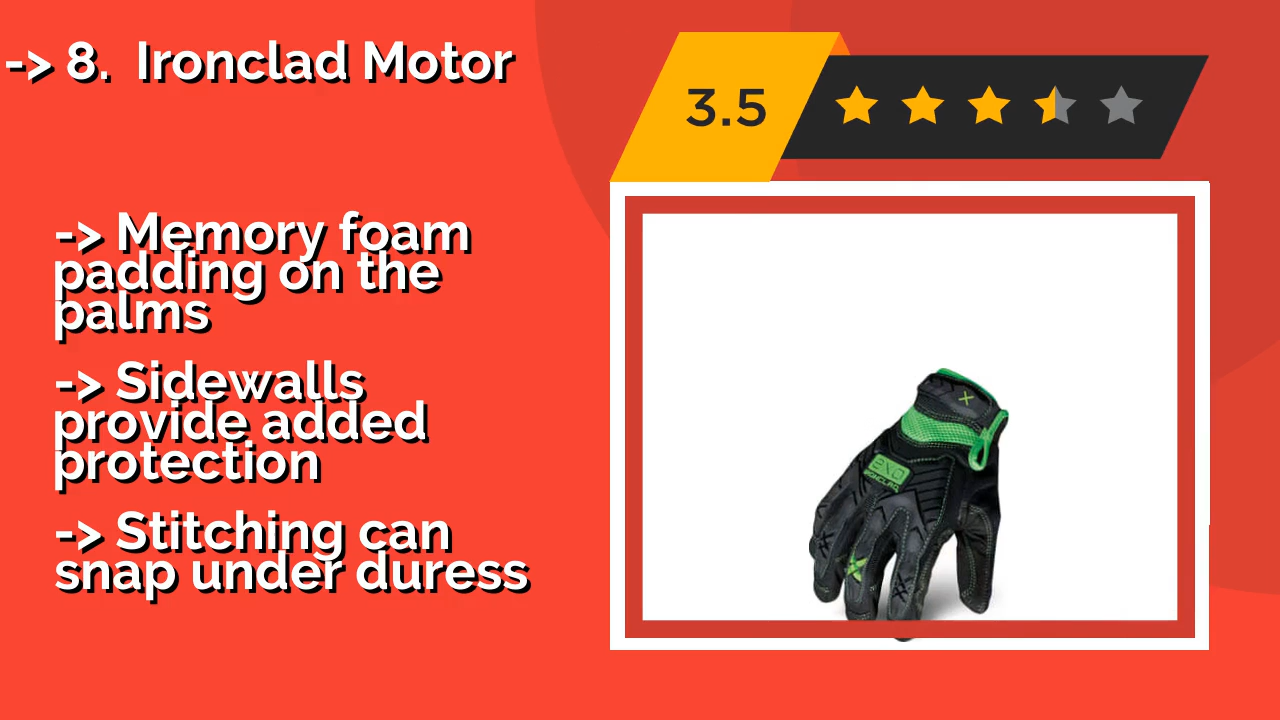 -> 8.  Ironclad Motor
3.5
-> Memory foam
padding on the
palms
-> Sidewalls
provide added
protection
-> Stitching can
snap under duress
EXO
IRONCLAD